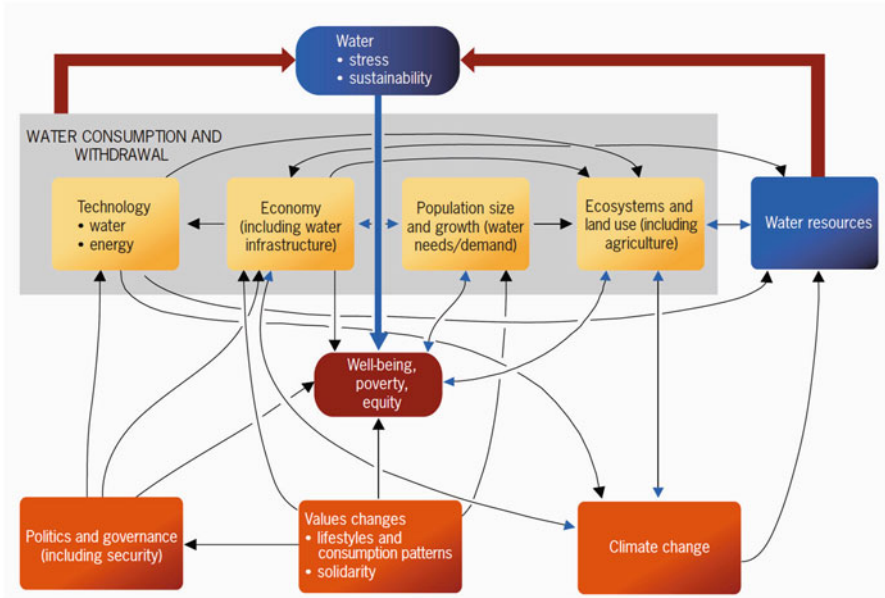 Water
• stress
• sustainability
WATER CONSUMPTION AND
WITHDRAWAL
Technology
• water
• energy
Economy
(including water
infrastructure)
Population size
and growth (water
needs/demand)
Ecosystems and
land use (including
agriculture)
Water resources
Well-being,
poverty,
equity
Politics and governance
(including security)
Values changes
• lifestyles and
consumption patterns
• solidarity
Climate change